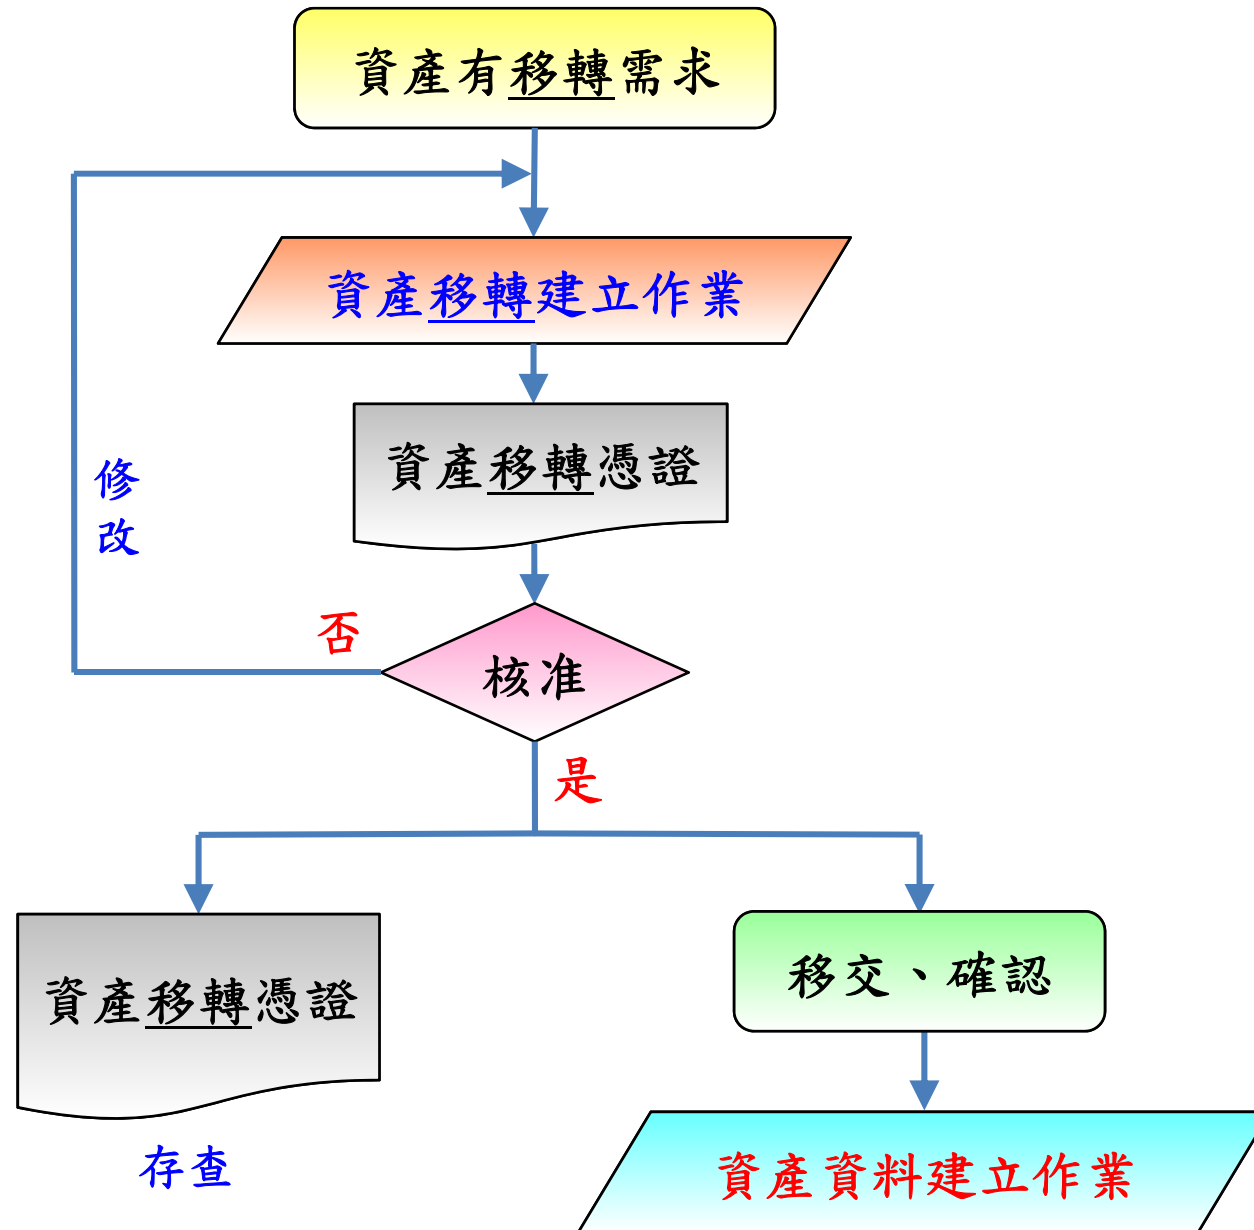 資產有移轉需求
資產移轉建立作業
資產移轉憑證
修
改
否
核准
是
資產移轉憑證
移交、確認
存查
資產資料建立作業